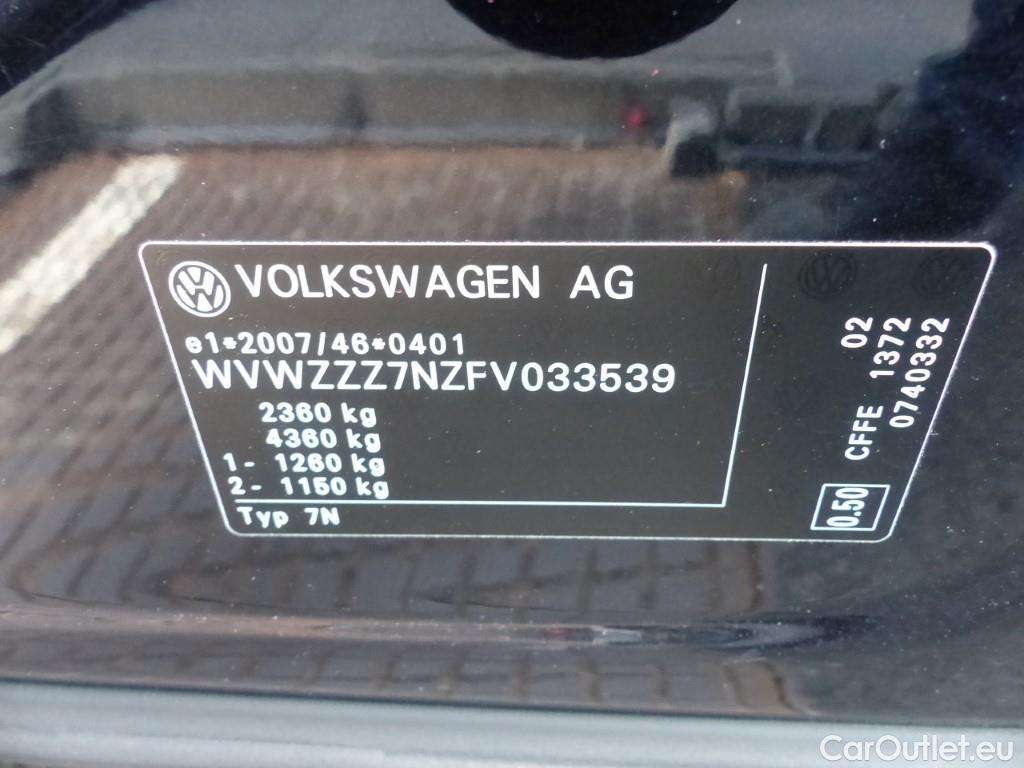 VOLKSWAGEN AG
e1*2007/46*0401
WVWZZZ7NZFV033539
2360 kg
4360 kg
1- 1260 kg
2- 1150 kg
Typ 7N
02
CFFE 1372
0740332
0.50
CarOutlet.eu